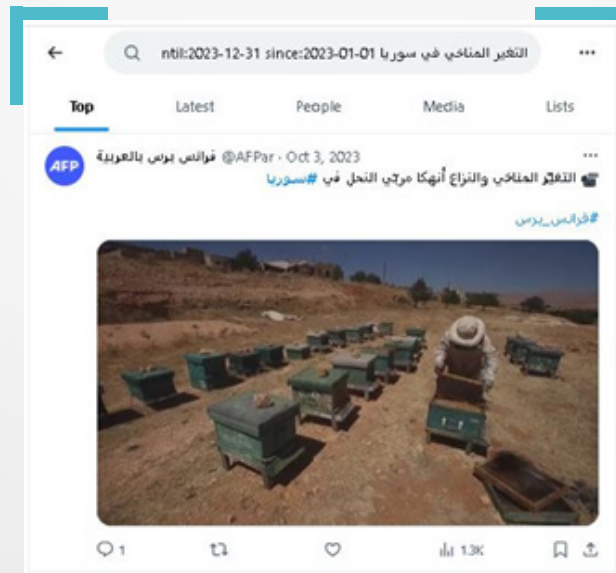 التغير المناخي في سوريا ntil:2023-12-31 since:2023-01-01
Top Latest People Media Lists
AFP
فرانس برس بالعربية @AFPar · Oct 3, 2023
التغيّر المناخي والنزاع أنهكا مربّي النحل في #سوريا
#فرانس_برس
1 1.3K